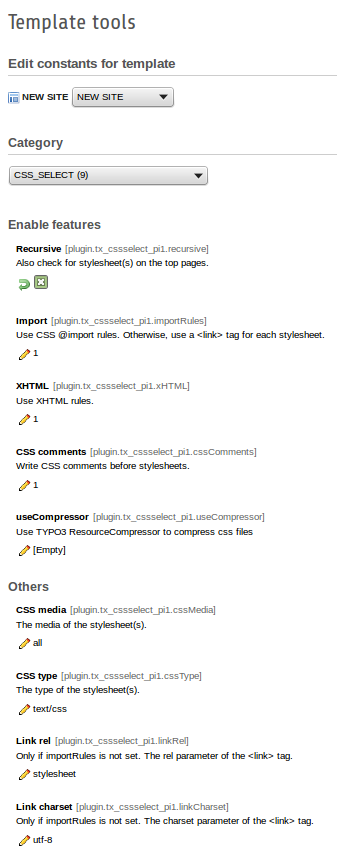 Template tools
Edit constants for template
NEW SITE NEW SITE
Category
CSS_SELECT (9)
Enable features
Recursive [plugin.tx_cssselect_pi1.recursive]
Also check for stylesheet(s) on the top pages.
Import [plugin.tx_cssselect_pi1.importRules]
Use CSS @import rules. Otherwise, use a <link> tag for each stylesheet.
1
XHTML [plugin.tx_cssselect_pi1.xHTML]
Use XHTML rules.
1
CSS comments [plugin.tx_cssselect_pi1.cssComments]
Write CSS comments before stylesheets.
1
useCompressor [plugin.tx_cssselect_pi1.useCompressor]
Use TYPO3 ResourceCompressor to compress css files
[Empty]
Others
CSS media [plugin.tx_cssselect_pi1.cssMedia]
The media of the stylesheet(s).
all
CSS type [plugin.tx_cssselect_pi1.cssType]
The type of the stylesheet(s).
text/css
Link rel [plugin.tx_cssselect_pi1.linkRel]
Only if importRules is not set. The rel parameter of the <link> tag.
stylesheet
Link charset [plugin.tx_cssselect_pi1.linkCharset]
Only if importRules is not set. The charset parameter of the <link> tag.
utf-8